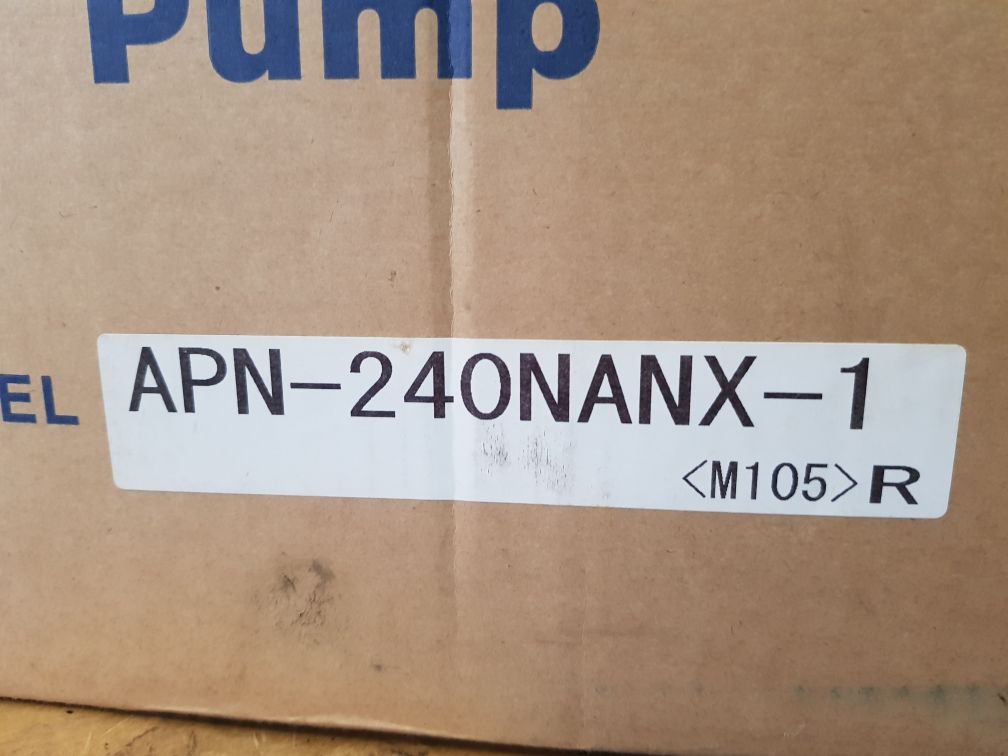 Pump
EL APN-240NANX-1
<M105>R